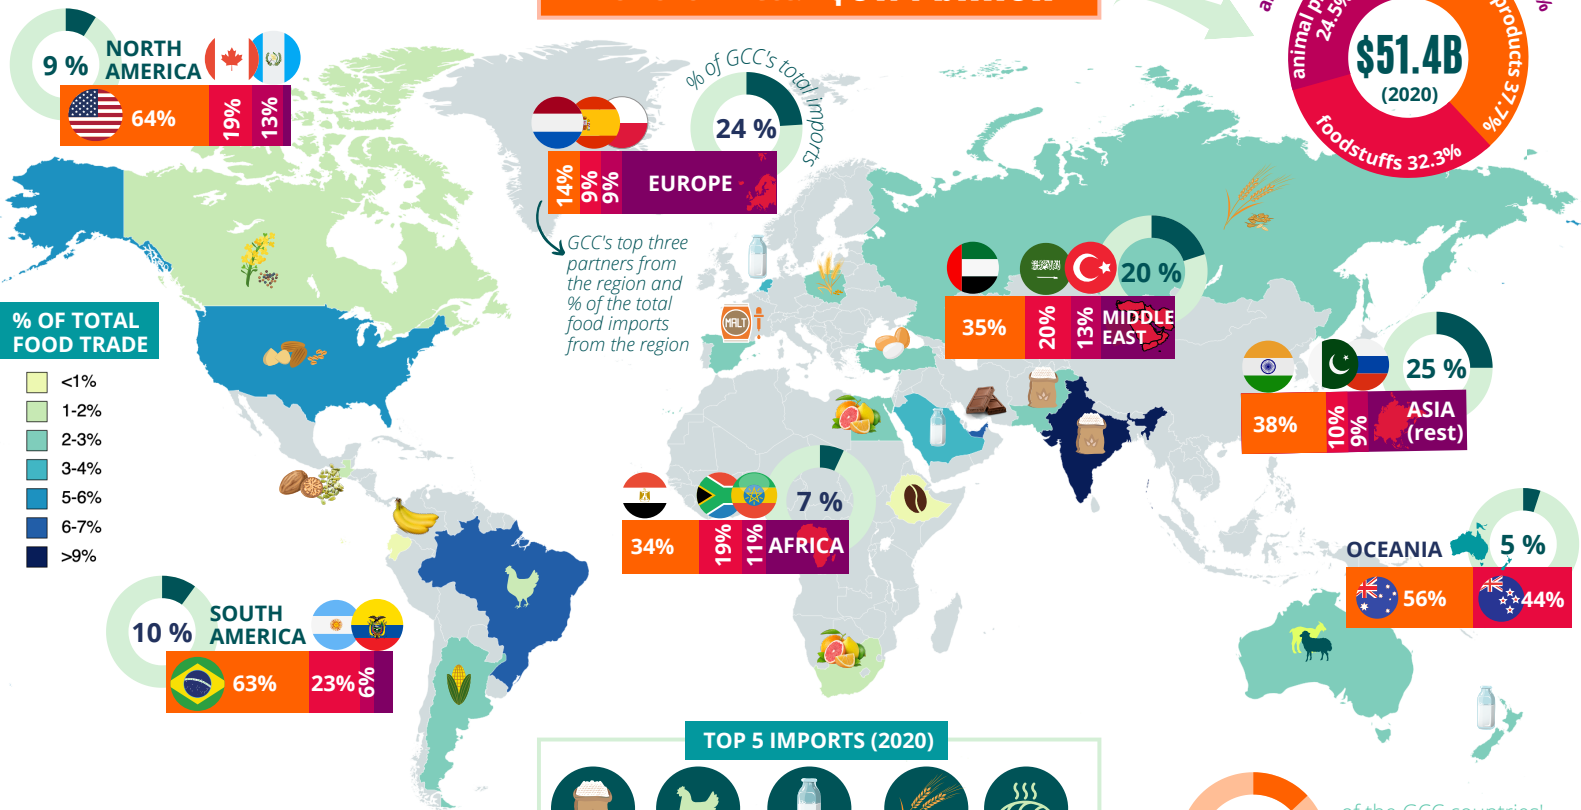 9 %
NORTH
AMERICA
64%
19%
13%
% of GCC's total imports
24 %
14%
9%
9%
EUROPE
GCC's top three
partners from
the region and
% of the total
food imports
from the region
animal
24.5%
products 37.7%
foodstuffs 32.3%
$51.4B
(2020)
% OF TOTAL
FOOD TRADE
<1%
1-2%
2-3%
3-4%
5-6%
6-7%
>9%
MALT
20 %
35%
20%
13%
MIDDLE
EAST
25 %
38%
10%
9%
ASIA
(rest)
7 %
34%
19%
11%
AFRICA
OCEANIA
5 %
56%
44%
10 %
SOUTH
AMERICA
63%
23%
6%
TOP 5 IMPORTS (2020)
of the GCC countries'